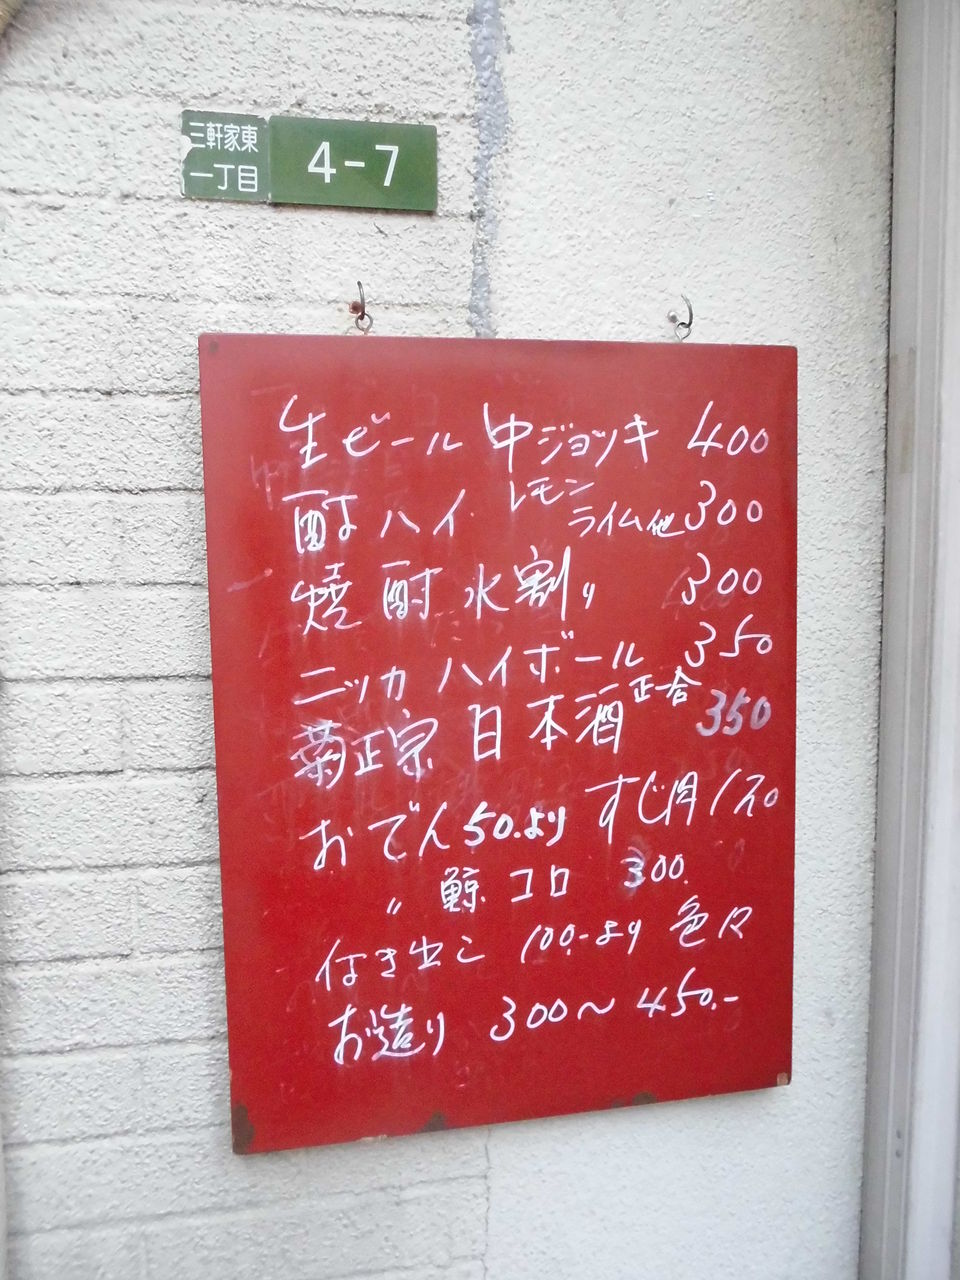 三軒家東
一丁目
4-7
生ビール 中ジョッキ 400
酎ハイ レモン ライム他 300
焼酎水割〃 300
ニッカ ハイボール 350
菊正宗 日本酒 正一合 350
おでん 50.より すじ肉 120
〃 鯨コロ 300.
付き出し 100.-より 色々
お造り 300〜450.-